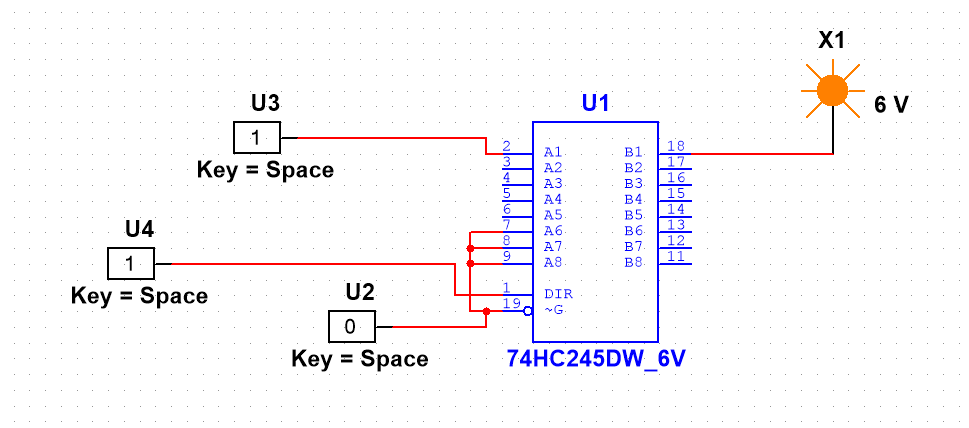 X1
6 V
U3
1
Key = Space
U1
2 A1 B1 18
3 A2 B2 17
4 A3 B3 16
5 A4 B4 15
6 A5 B5 14
7 A6 B6 13
8 A7 B7 12
9 A8 B8 11
1 DIR
19 ~G
74HC245DW_6V
U4
1
Key = Space
U2
0
Key = Space